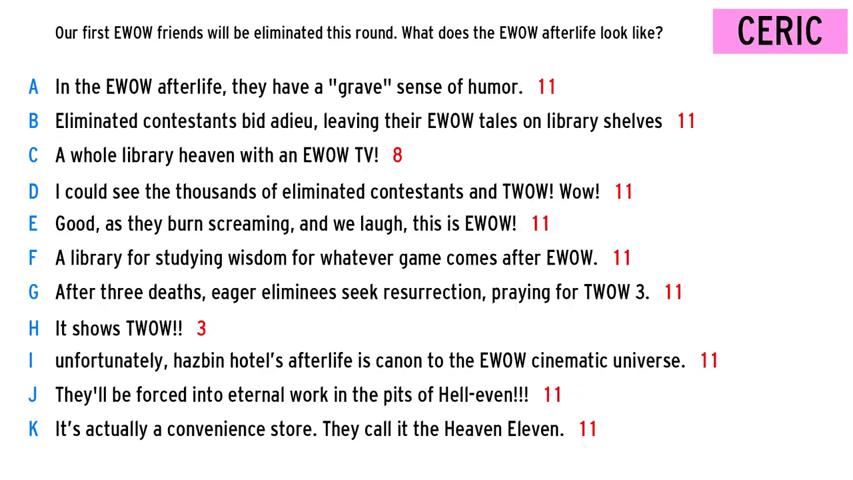 Our first EWOW friends will be eliminated this round. What does the EWOW afterlife look like?
CERIC
A In the EWOW afterlife, they have a "grave" sense of humor. 11
B Eliminated contestants bid adieu, leaving their EWOW tales on library shelves 11
C A whole library heaven with an EWOW TV! 8
D I could see the thousands of eliminated contestants and TWOW! Wow! 11
E Good, as they burn screaming, and we laugh, this is EWOW! 11
F A library for studying wisdom for whatever game comes after EWOW. 11
G After three deaths, eager eliminees seek resurrection, praying for TWOW 3. 11
H It shows TWOW!! 3
I unfortunately, hazbin hotel’s afterlife is canon to the EWOW cinematic universe. 11
J They'll be forced into eternal work in the pits of Hell-even!!! 11
K It’s actually a convenience store. They call it the Heaven Eleven. 11